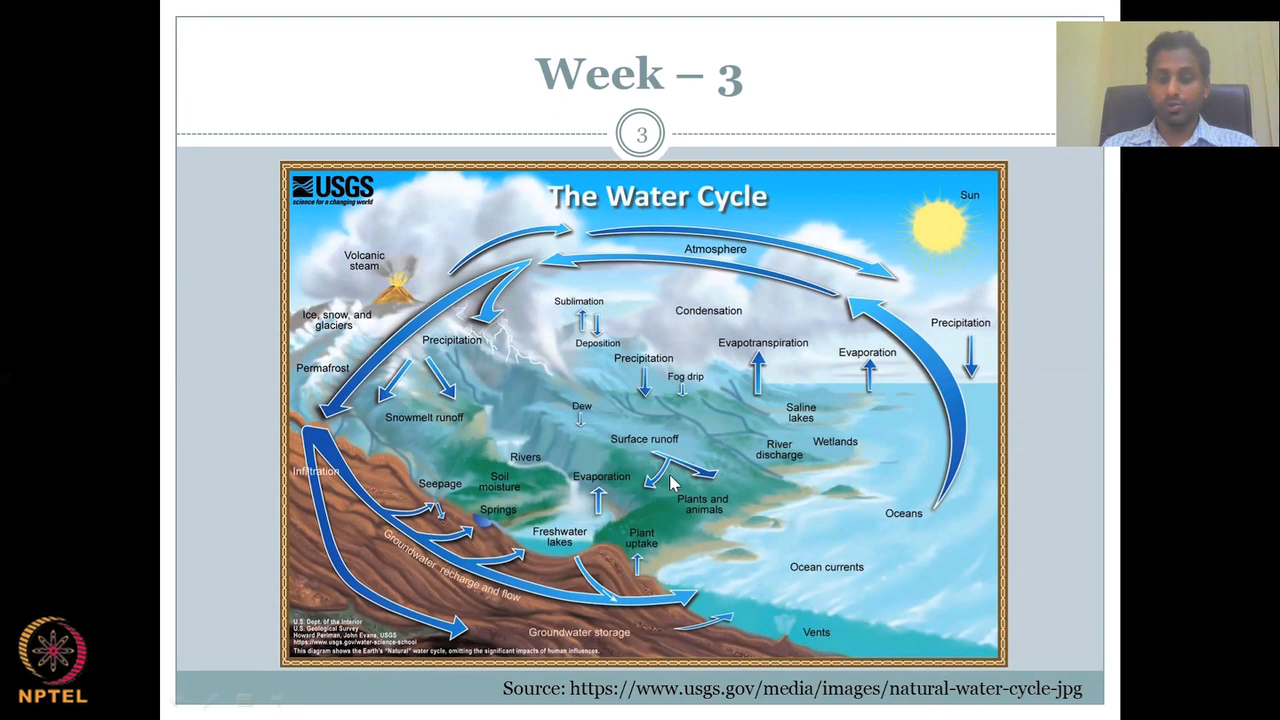 Week – 3
3
USGS
science for a changing world
The Water Cycle
Sun
Atmosphere
Volcanic
steam
Ice, snow, and
glaciers
Permafrost
Precipitation
Snowmelt runoff
Sublimation
Deposition
Condensation
Precipitation
Fog drip
Dew
Evapotranspiration
Evaporation
Precipitation
Surface runoff
Saline
lakes
River
discharge
Wetlands
Infiltration
Seepage
Rivers
Soil
moisture
Springs
Evaporation
Plants and
animals
Freshwater
lakes
Plant
uptake
Oceans
Ocean currents
Groundwater recharge and flow
Groundwater storage
Vents
U.S. Dept. of the Interior
U.S. Geological Survey
Howard Perlman, John Evans, USGS
https://www.usgs.gov/water-science-school
This diagram shows the Earth's "Natural" water cycle, omitting the significant impacts of human influences.
Source: https://www.usgs.gov/media/images/natural-water-cycle-jpg
NPTEL